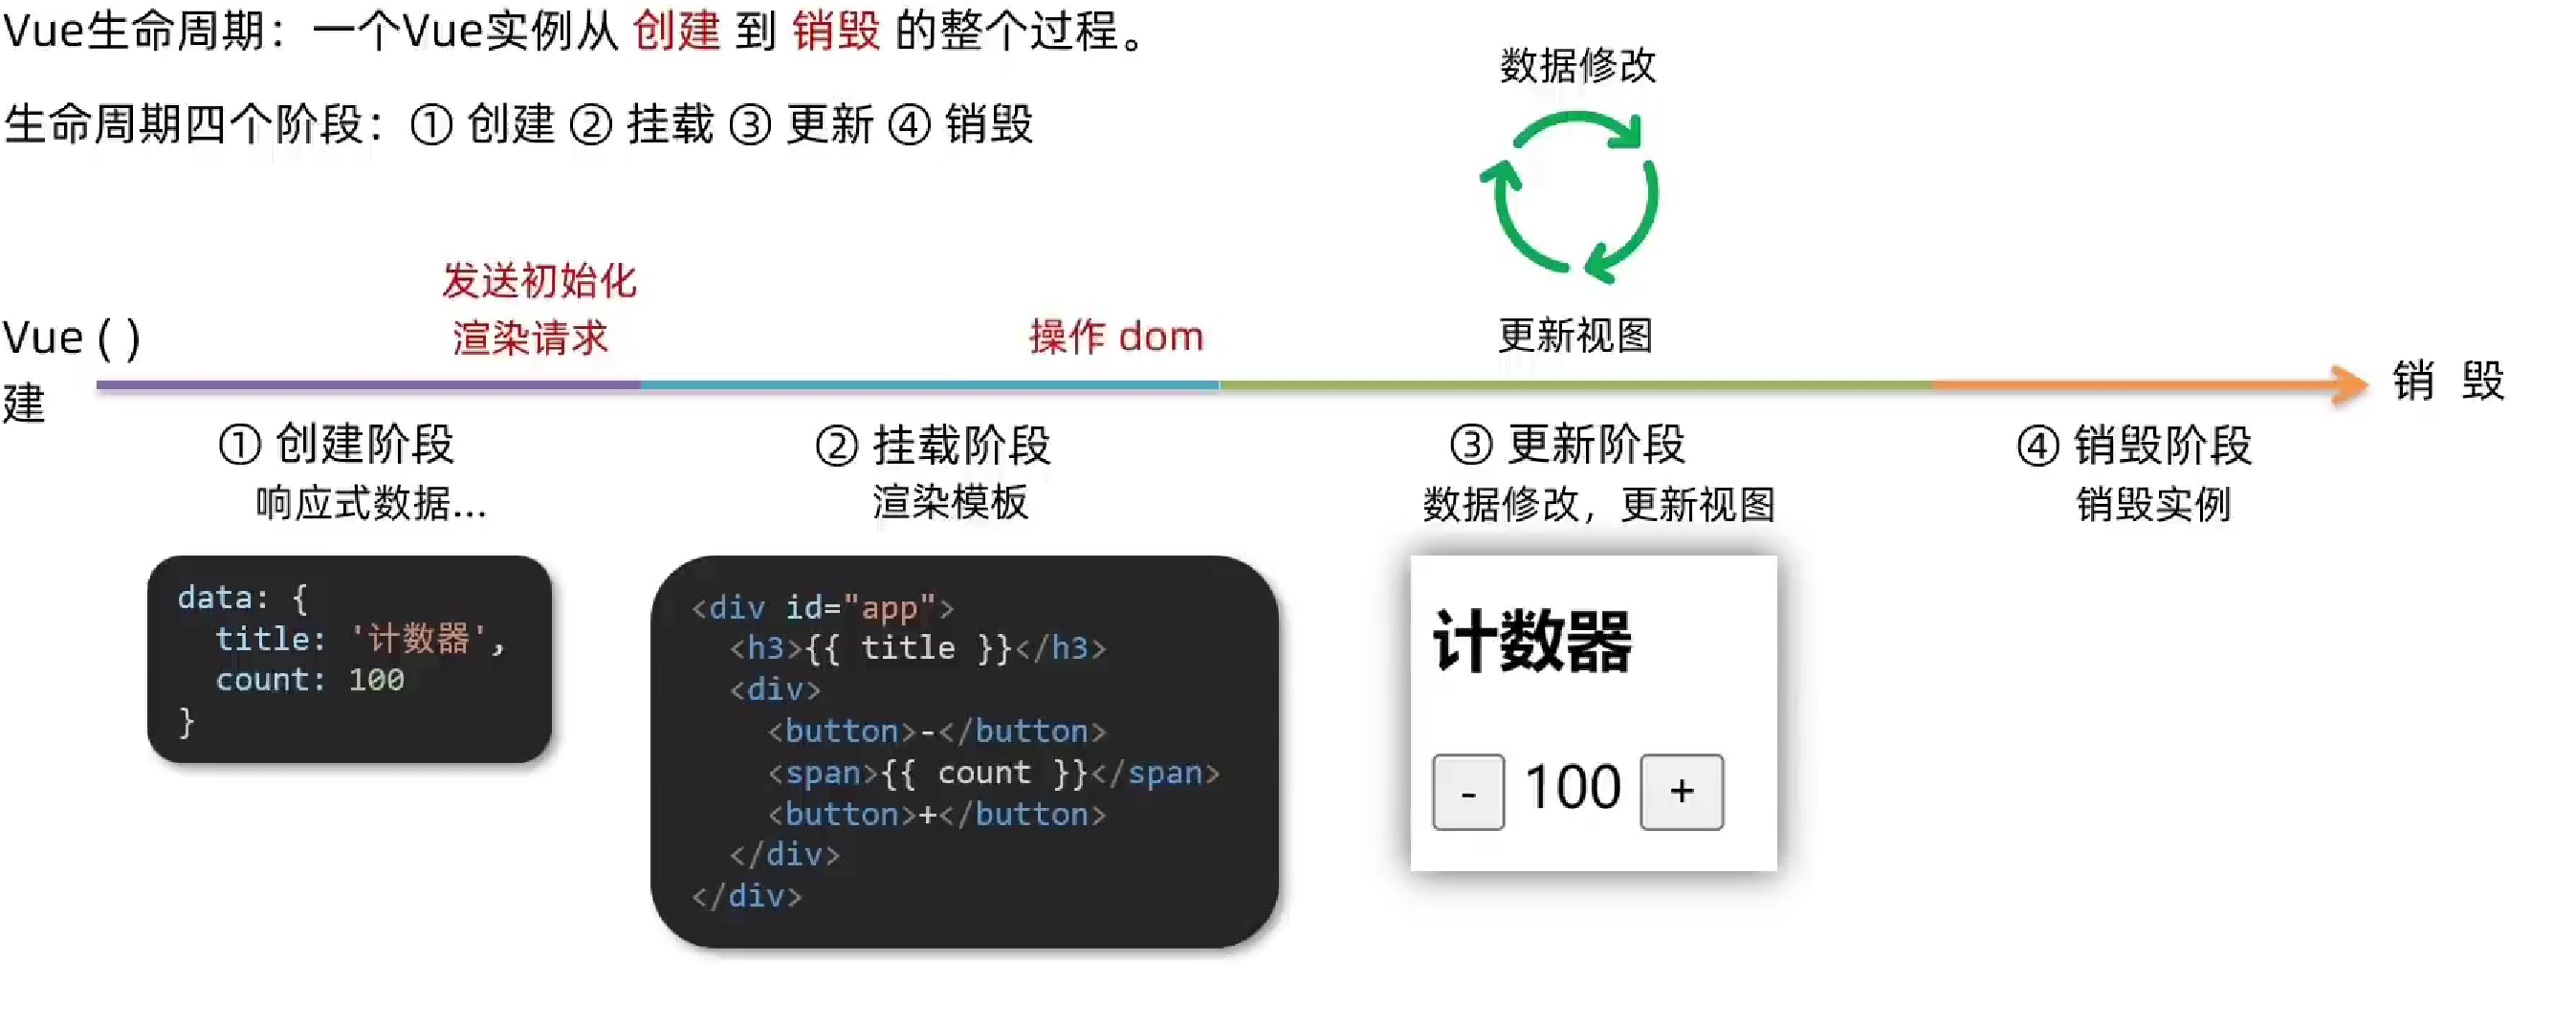 Vue生命周期：一个Vue实例从 创建 到 销毁 的整个过程。
生命周期四个阶段：① 创建 ② 挂载 ③ 更新 ④ 销毁
数据修改
更新视图
发送初始化
渲染请求
操作 dom
Vue ( )
建
销 毁
① 创建阶段
响应式数据...
② 挂载阶段
渲染模板
③ 更新阶段
数据修改，更新视图
④ 销毁阶段
销毁实例
data: {
  title: '计数器',
  count: 100
}
<div id="app">
  <h3>{{ title }}</h3>
  <div>
    <button>-</button>
    <span>{{ count }}</span>
    <button>+</button>
  </div>
</div>
计数器
- 100 +